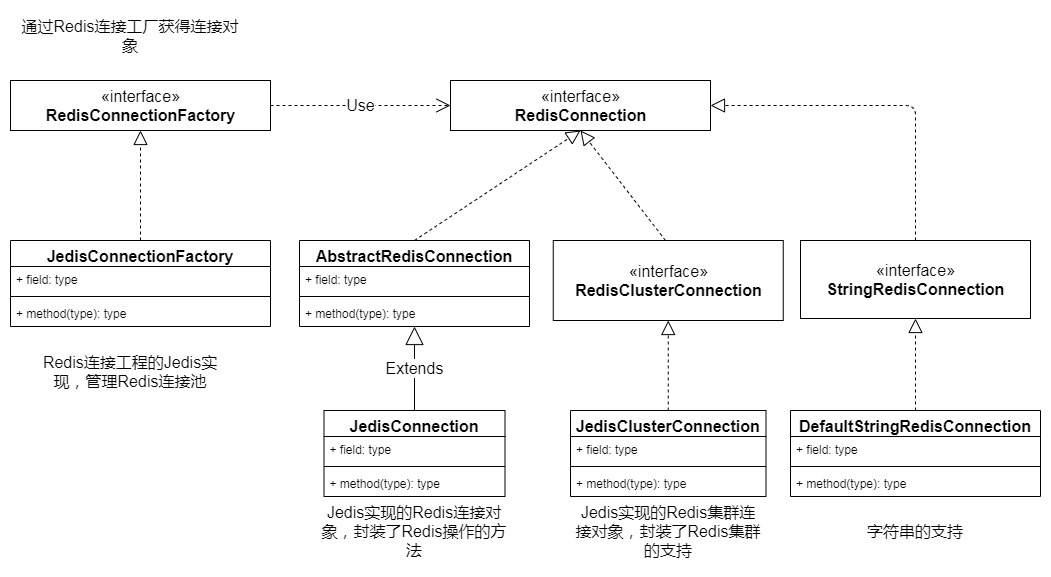 通过Redis连接工厂获得连接对
象
«interface»
RedisConnectionFactory
Use
«interface»
RedisConnection
JedisConnectionFactory
+ field: type
+ method(type): type
AbstractRedisConnection
+ field: type
+ method(type): type
«interface»
RedisClusterConnection
«interface»
StringRedisConnection
Redis连接工程的Jedis实
现，管理Redis连接池
Extends
JedisConnection
+ field: type
+ method(type): type
JedisClusterConnection
+ field: type
+ method(type): type
DefaultStringRedisConnection
+ field: type
+ method(type): type
Jedis实现的Redis连接对
象，封装了Redis操作的方
法
Jedis实现的Redis集群连
接对象，封装了Redis集群
的支持
字符串的支持